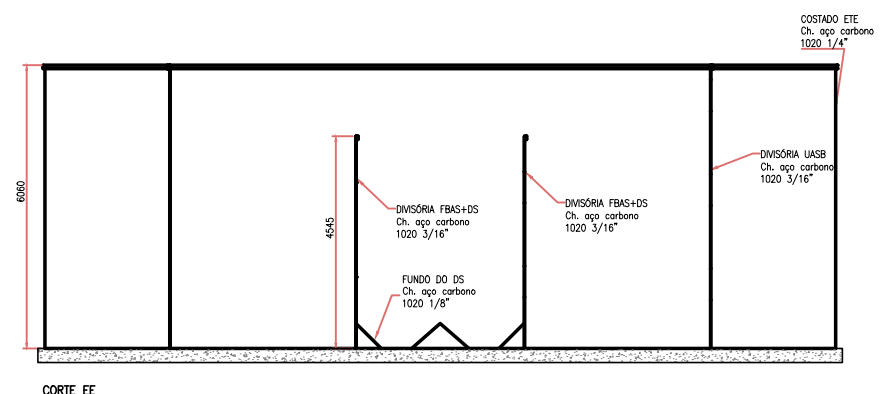 COSTADO ETE
Ch. aço carbono
1020 1/4"
6060
4545
DIVISÓRIA FBAS+DS
Ch. aço carbono
1020 3/16"
DIVISÓRIA FBAS+DS
Ch. aço carbono
1020 3/16"
DIVISÓRIA UASB
Ch. aço carbono
1020 3/16"
FUNDO DO DS
Ch. aço carbono
1020 1/8"
CORTE EE